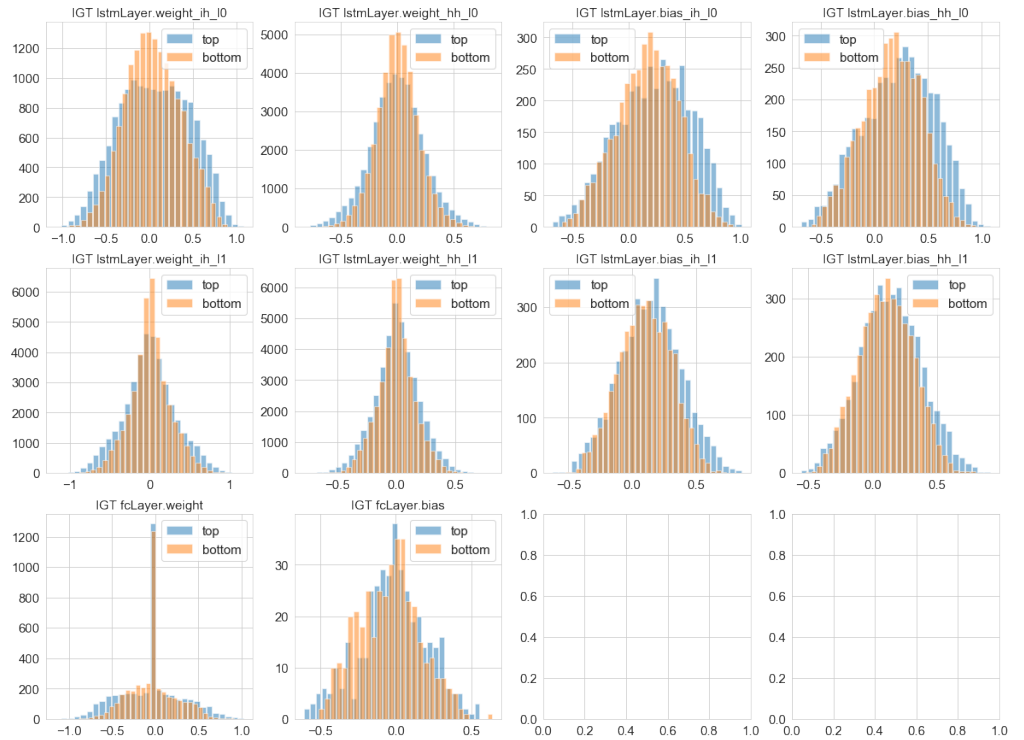 IGT lstmLayer.weight_ih_l0
IGT lstmLayer.weight_hh_l0
IGT lstmLayer.bias_ih_l0
IGT lstmLayer.bias_hh_l0
top
bottom
top
bottom
top
bottom
top
bottom
1200
1000
800
600
400
200
0
−1.0 −0.5 0.0 0.5 1.0
5000
4000
3000
2000
1000
0
−0.5 0.0 0.5
300
250
200
150
100
50
0
−0.5 0.0 0.5 1.0
300
250
200
150
100
50
0
−0.5 0.0 0.5 1.0
IGT lstmLayer.weight_ih_l1
IGT lstmLayer.weight_hh_l1
IGT lstmLayer.bias_ih_l1
IGT lstmLayer.bias_hh_l1
top
bottom
top
bottom
top
bottom
top
bottom
6000
5000
4000
3000
2000
1000
0
−1 0 1
6000
5000
4000
3000
2000
1000
0
−0.5 0.0 0.5
300
200
100
0
−0.5 0.0 0.5
300
200
100
0
−0.5 0.0 0.5
IGT fcLayer.weight
IGT fcLayer.bias
top
bottom
top
bottom
1200
1000
800
600
400
200
0
−1.0 −0.5 0.0 0.5 1.0
30
20
10
0
−0.5 0.0 0.5
1.0
0.8
0.6
0.4
0.2
0.0
0.0 0.2 0.4 0.6 0.8 1.0
1.0
0.8
0.6
0.4
0.2
0.0
0.0 0.2 0.4 0.6 0.8 1.0